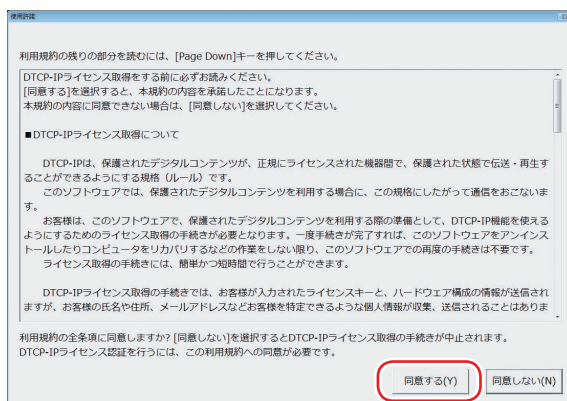 使用許諾
利用規約の残りの部分を読むには、[Page Down]キーを押してください。
DTCP-IPライセンス取得をする前に必ずお読みください。
[同意する]を選択すると、本規約の内容を承諾したことになります。
本規約の内容に同意できない場合は、[同意しない]を選択してください。
■DTCP-IPライセンス取得について
DTCP-IPは、保護されたデジタルコンテンツが、正規にライセンスされた機器間で、保護された状態で伝送・再生す
ることができるようにする規格（ルール）です。
このソフトウェアでは、保護されたデジタルコンテンツを利用する場合に、この規格にしたがって通信をおこないま
す。
お客様は、このソフトウェアで、保護されたデジタルコンテンツを利用する際の準備として、DTCP-IP機能を使える
ようにするためのライセンスの手続きが必要となります。一度手続きが完了すれば、このソフトウェアをアンインス
トールしたりコンピュータをリカバリするなどの作業をしない限り、このソフトウェアでの再度の手続きは不要です。
ライセンス取得の手続きには、簡単かつ短時間で行うことができます。
DTCP-IPライセンス取得の手続きでは、お客様が入力されたライセンスキーと、ハードウェア構成の情報が送信され
ますが、お客様の氏名や住所、メールアドレスなどお客様を特定できるような個人情報が収集、送信されることはありま
利用規約の全条項に同意しますか? [同意しない]を選択するとDTCP-IPライセンス取得の手続きが中止されます。
DTCP-IPライセンス認証を行うには、この利用規約への同意が必要です。
同意する(Y)
同意しない(N)